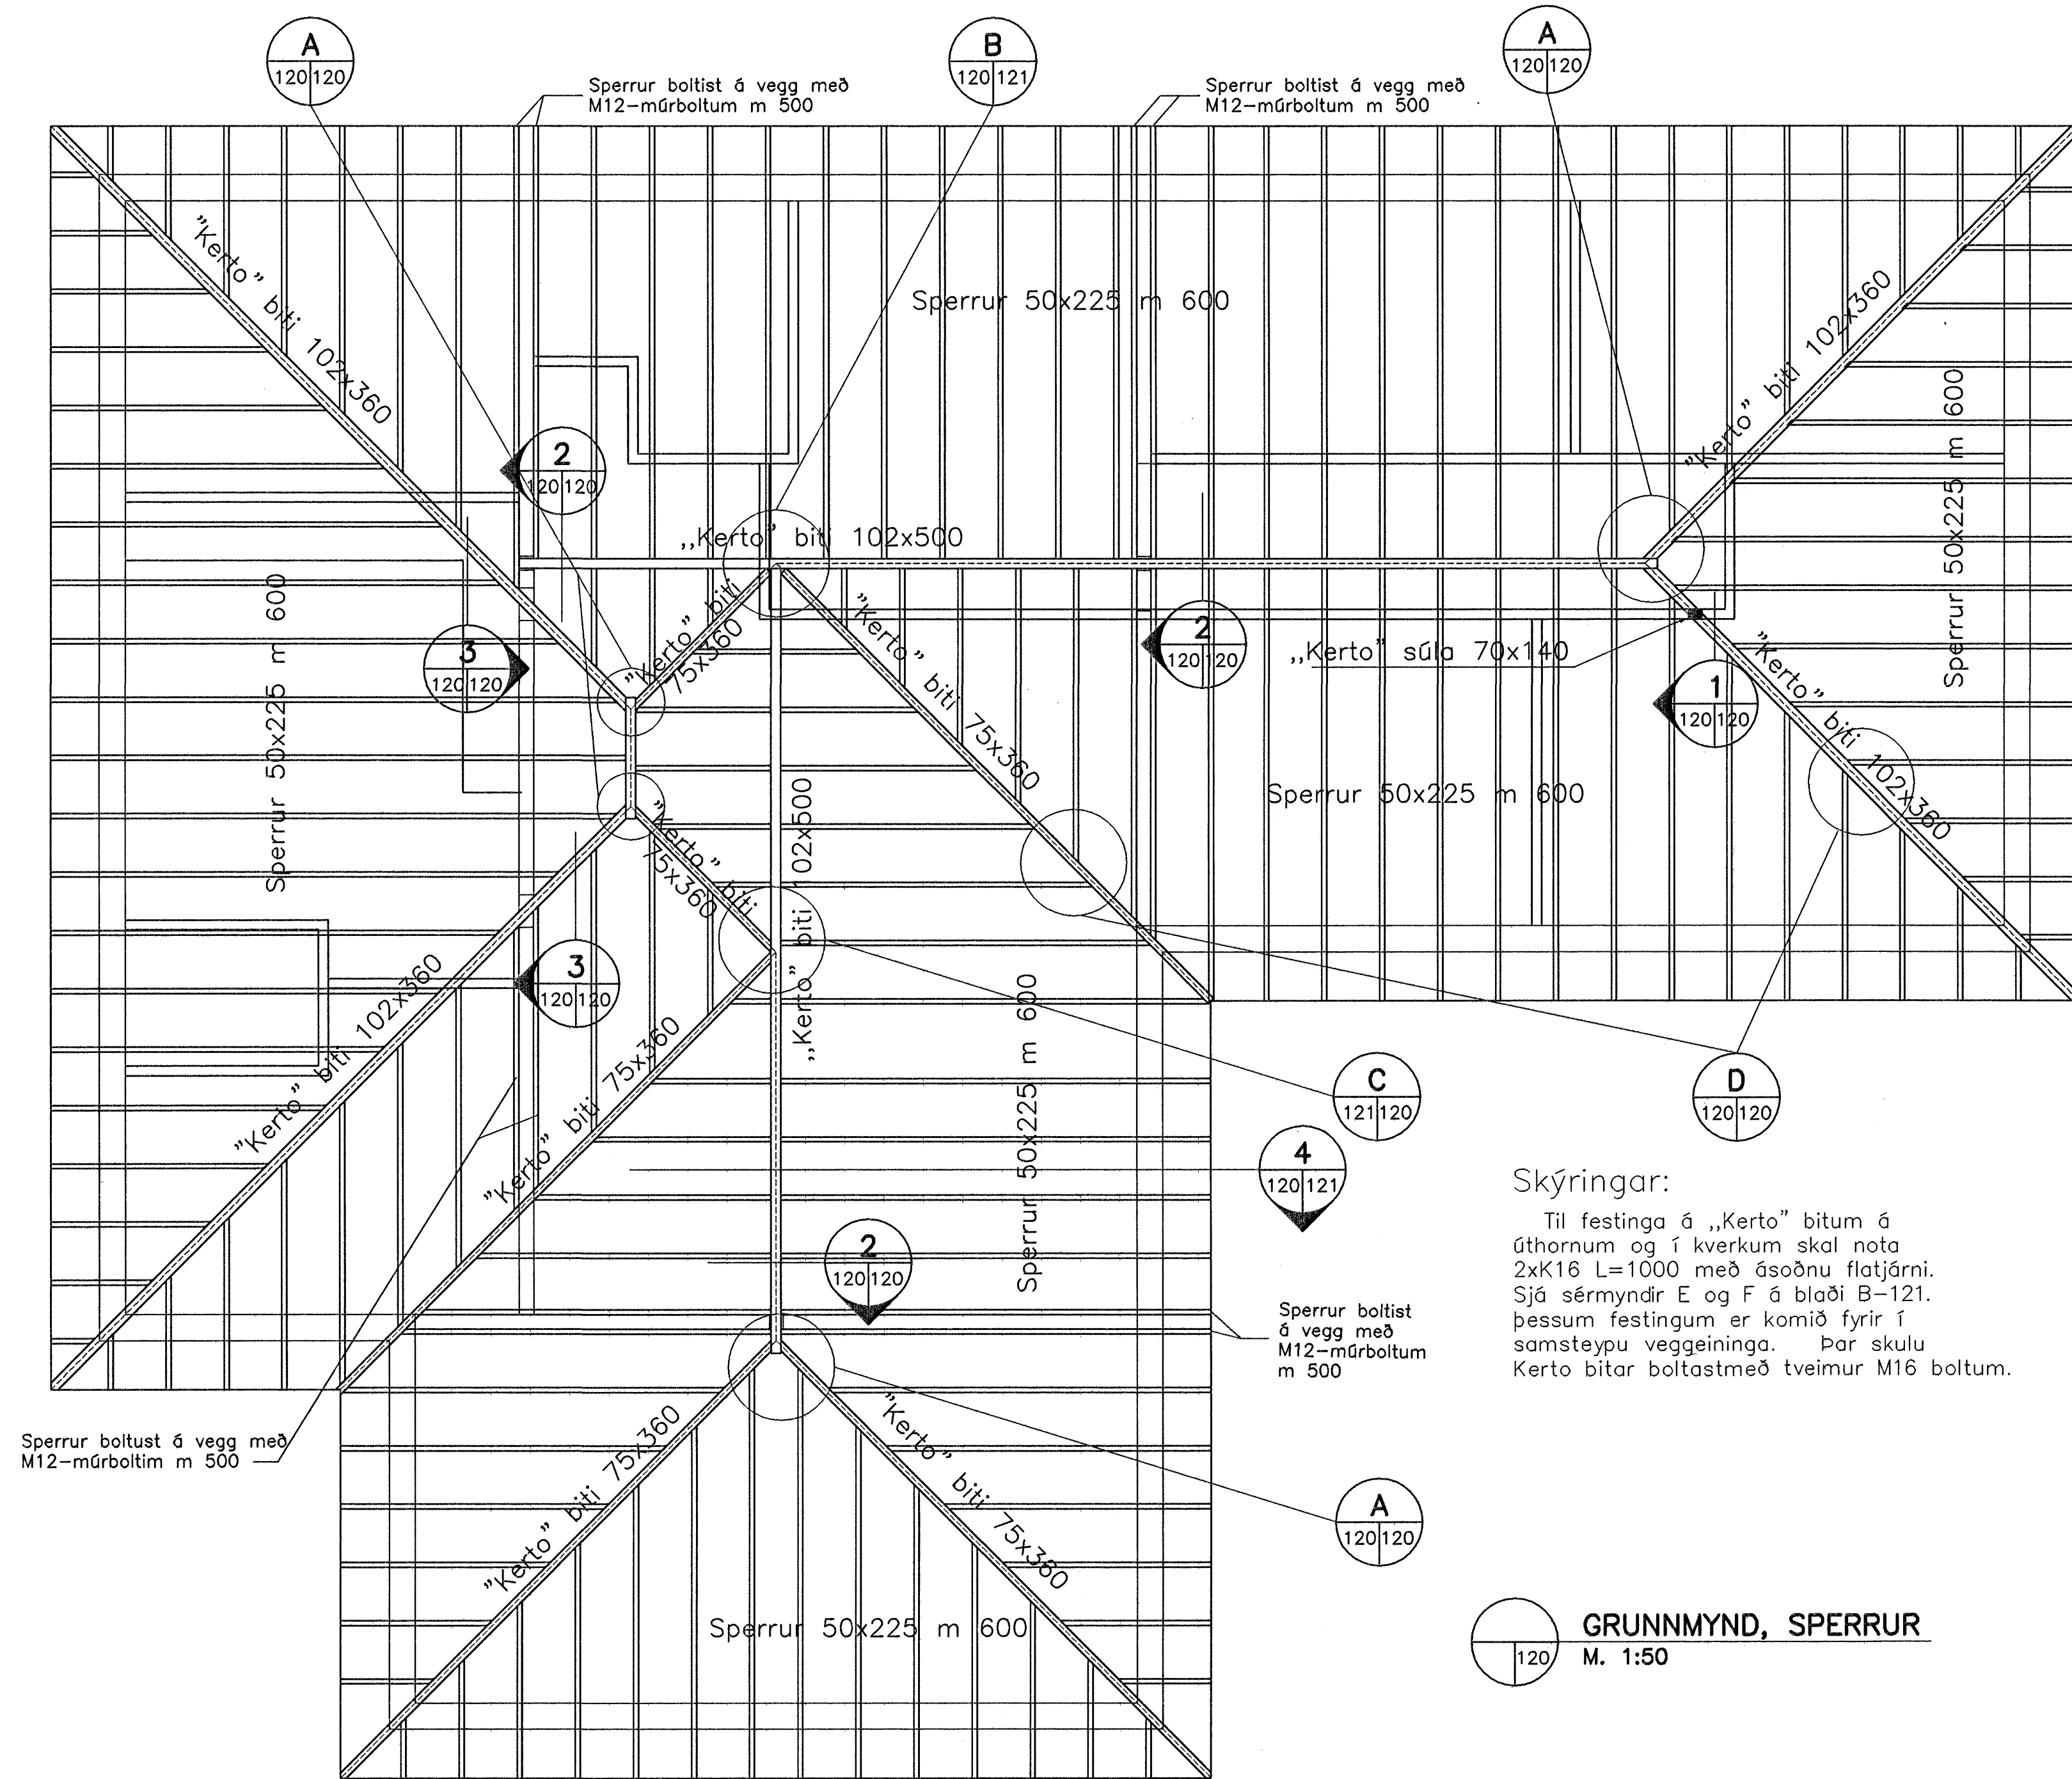 A
120 120
B
120 121
A
120 120
Sperrur boltist á vegg með
M12-múrboltum m 500
Sperrur boltist á vegg með
M12-múrboltum m 500
"Kerto" biti 102x360
Sperrur 50x225 m 600
"Kerto" biti 102x360
Sperrur 50x225 m 600
2
120 120
,,Kerto" biti 102x500
Sperrur 50x225 m 600
3
120 120
"Kerto" biti
75x360
"Kerto" biti 75x360
2
120 120
,,Kerto" súla 70x140
1
120 120
"Kerto" biti 102x360
Sperrur 50x225 m 600
"Kerto" biti
75x360
,,Kerto" biti 102x500
3
120 120
"Kerto" biti 102x360
"Kerto" biti 75x360
Sperrur 50x225 m 600
C
121 120
D
120 120
4
120 121
2
120 120
Skýringar:
Til festinga á ,,Kerto" bitum á
úthornum og í kverkum skal nota
2xK16 L=1000 með ásoðnu flatjárni.
Sjá sérmyndir E og F á blaði B-121.
þessum festingum er komið fyrir í
samsteypu veggeininga. Þar skulu
Kerto bitar boltastmeð tveimur M16 boltum.
Sperrur boltist
á vegg með
M12-múrboltum
m 500
Sperrur boltust á vegg með
M12-múrboltim m 500
"Kerto" biti 75x360
"Kerto" biti 75x360
A
120 120
Sperrur 50x225 m 600
120
GRUNNMYND, SPERRUR
M. 1:50